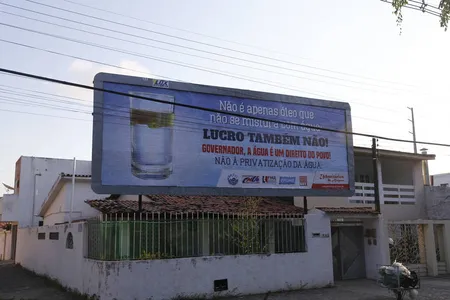 Não é apenas óleo que
não se mistura com água.
LUCRO TAMBÉM NÃO!
GOVERNADOR, A ÁGUA É UM DIREITO DO POVO!
NÃO À PRIVATIZAÇÃO DA ÁGUA